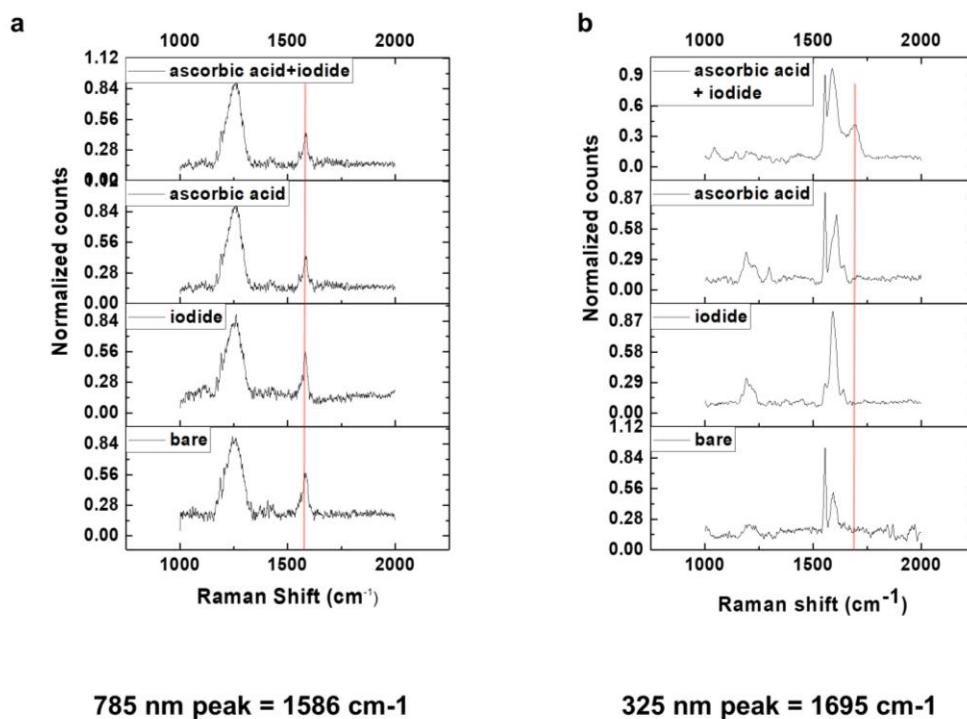 a
1000 1500 2000
1.12
ascorbic acid+iodide
0.84
0.56
0.28
ascorbic acid
0.84
0.56
0.28
0.00
iodide
0.84
0.56
0.28
0.00
bare
0.84
0.56
0.28
0.00
1000 1500 2000
Normalized counts
Raman Shift (cm-1)
785 nm peak = 1586 cm-1
b
1000 1500 2000
ascorbic acid
+ iodide
0.9
0.6
0.3
0.0
ascorbic acid
0.87
0.58
0.29
0.00
iodide
0.87
0.58
0.29
0.00
1.12
bare
0.84
0.56
0.28
0.00
1000 1500 2000
Normalized counts
Raman shift (cm-1)
325 nm peak = 1695 cm-1